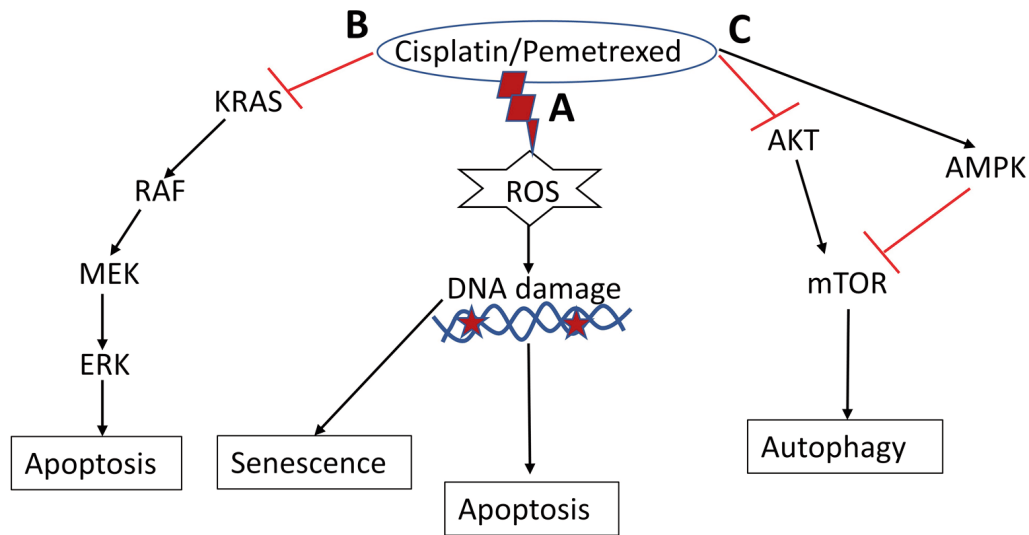 B
Cisplatin/Pemetrexed
C
A
KRAS
AKT
AMPK
RAF
ROS
MEK
DNA damage
mTOR
ERK
Apoptosis
Senescence
Autophagy
Apoptosis